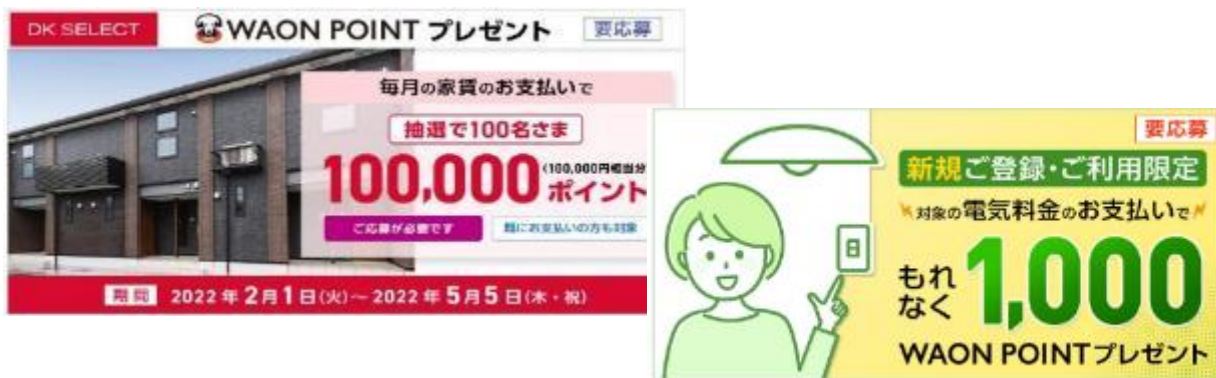 DK SELECT
WAON POINT プレゼント
要応募
毎月の家賃のお支払いで
抽選で100名さま
100,000ポイント
(100,000円相当分)
ご応募が必要です
既にお支払いの方も対象
期間 2022年2月1日(火)~2022年5月5日(木・祝)
要応募
新規ご登録・ご利用限定
対象の電気料金のお支払いで
もれなく
1,000
WAON POINTプレゼント